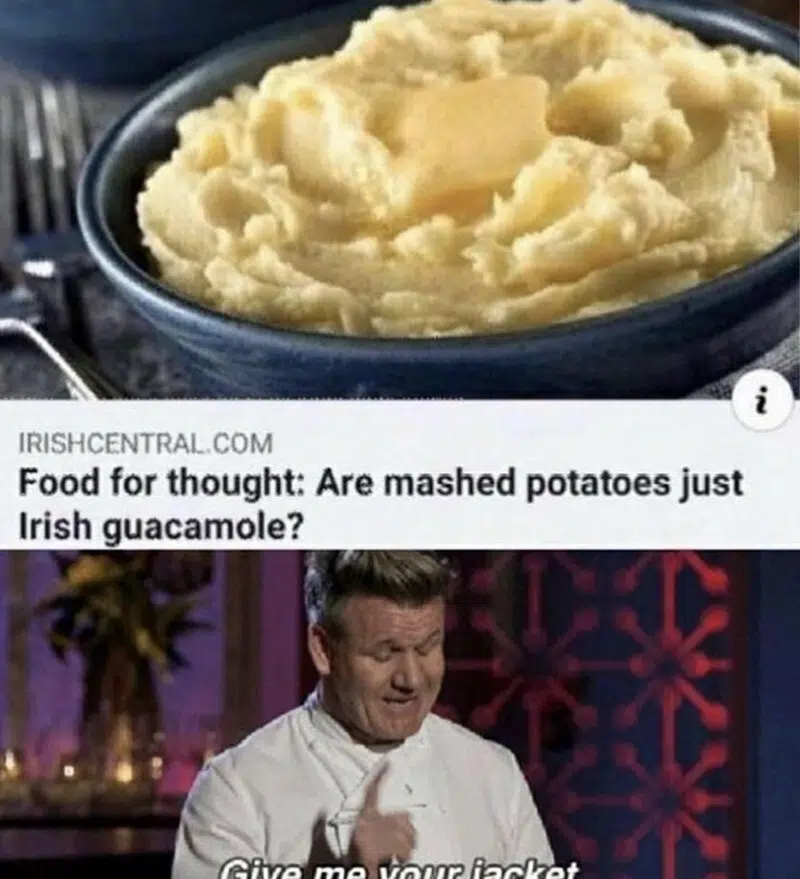 i
IRISHCENTRAL.COM
Food for thought: Are mashed potatoes just
Irish guacamole?
Give me your jacket